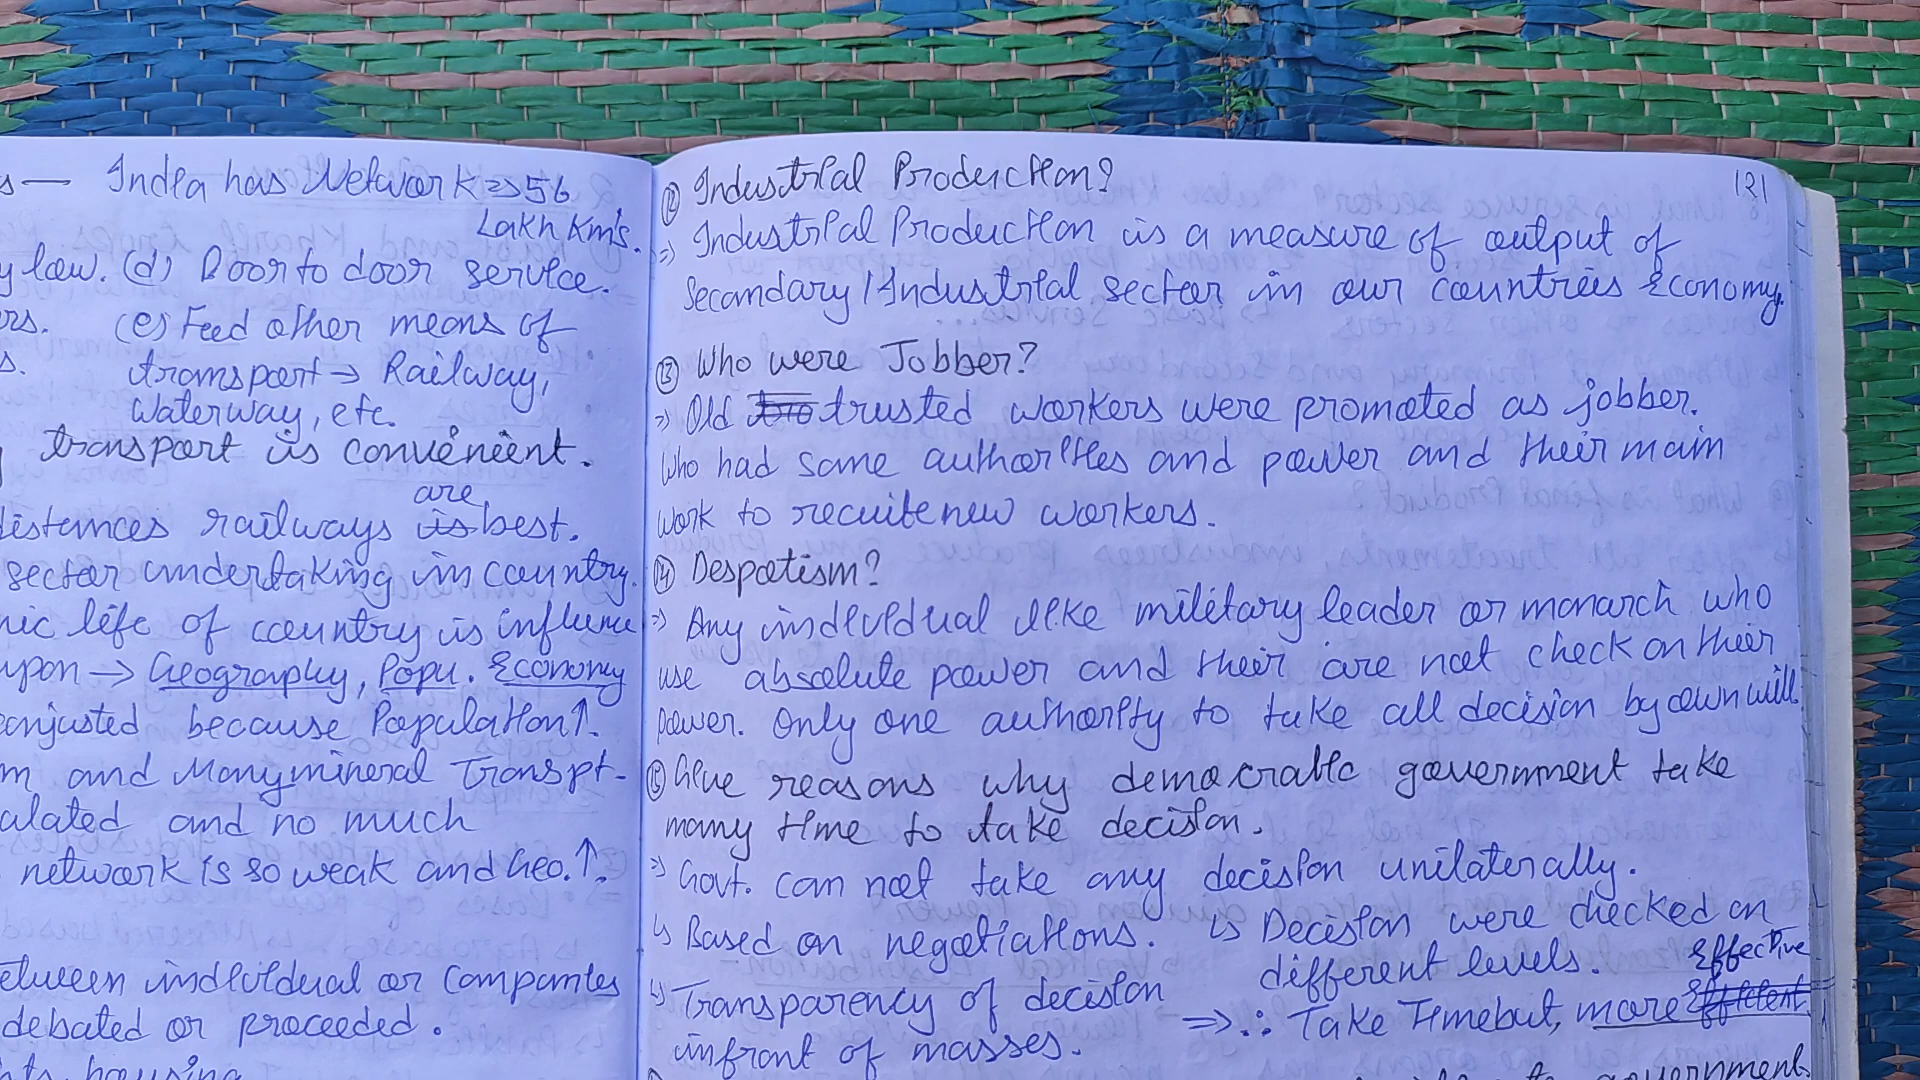 s — India has Network => 56
Lakh Km's.
y law. (d) Door to door service.
ors. (e) Feed other means of
s. transport → Railway,
Waterway, etc.
transport is convenient.
are
distances railways is best.
sector undertaking in country.
nic life of country is influence
upon → Geography, Popu. Economy
conjusted because Population↑.
m and Many mineral Transpt-
ulated and no much
network is so weak and Geo.↑.
etween individual or Companies
debated or proceeded.
housing
121
(12) Industrial Production?
=> Industrial Production is a measure of output of
Secondary/Industrial sector in our countries Economy.
(13) Who were Jobber?
=> Old two trusted workers were promoted as jobber.
Who had some authorities and power and their main
work to recuite new workers.
(14) Despotism?
=> Any individual like military leader or monarch who
use absolute power and their are not check on their
power. Only one authority to take all decision by own will.
(15) Give reasons why democratic government take
many time to take decision.
=> Govt. can not take any decision unilaterally.
↳ Based on negotiations. ↳ Decision were checked on
different levels.
↳ Transparency of decision
infront of masses.
Effective
=> ∴ Take Time but, more Efficient
government